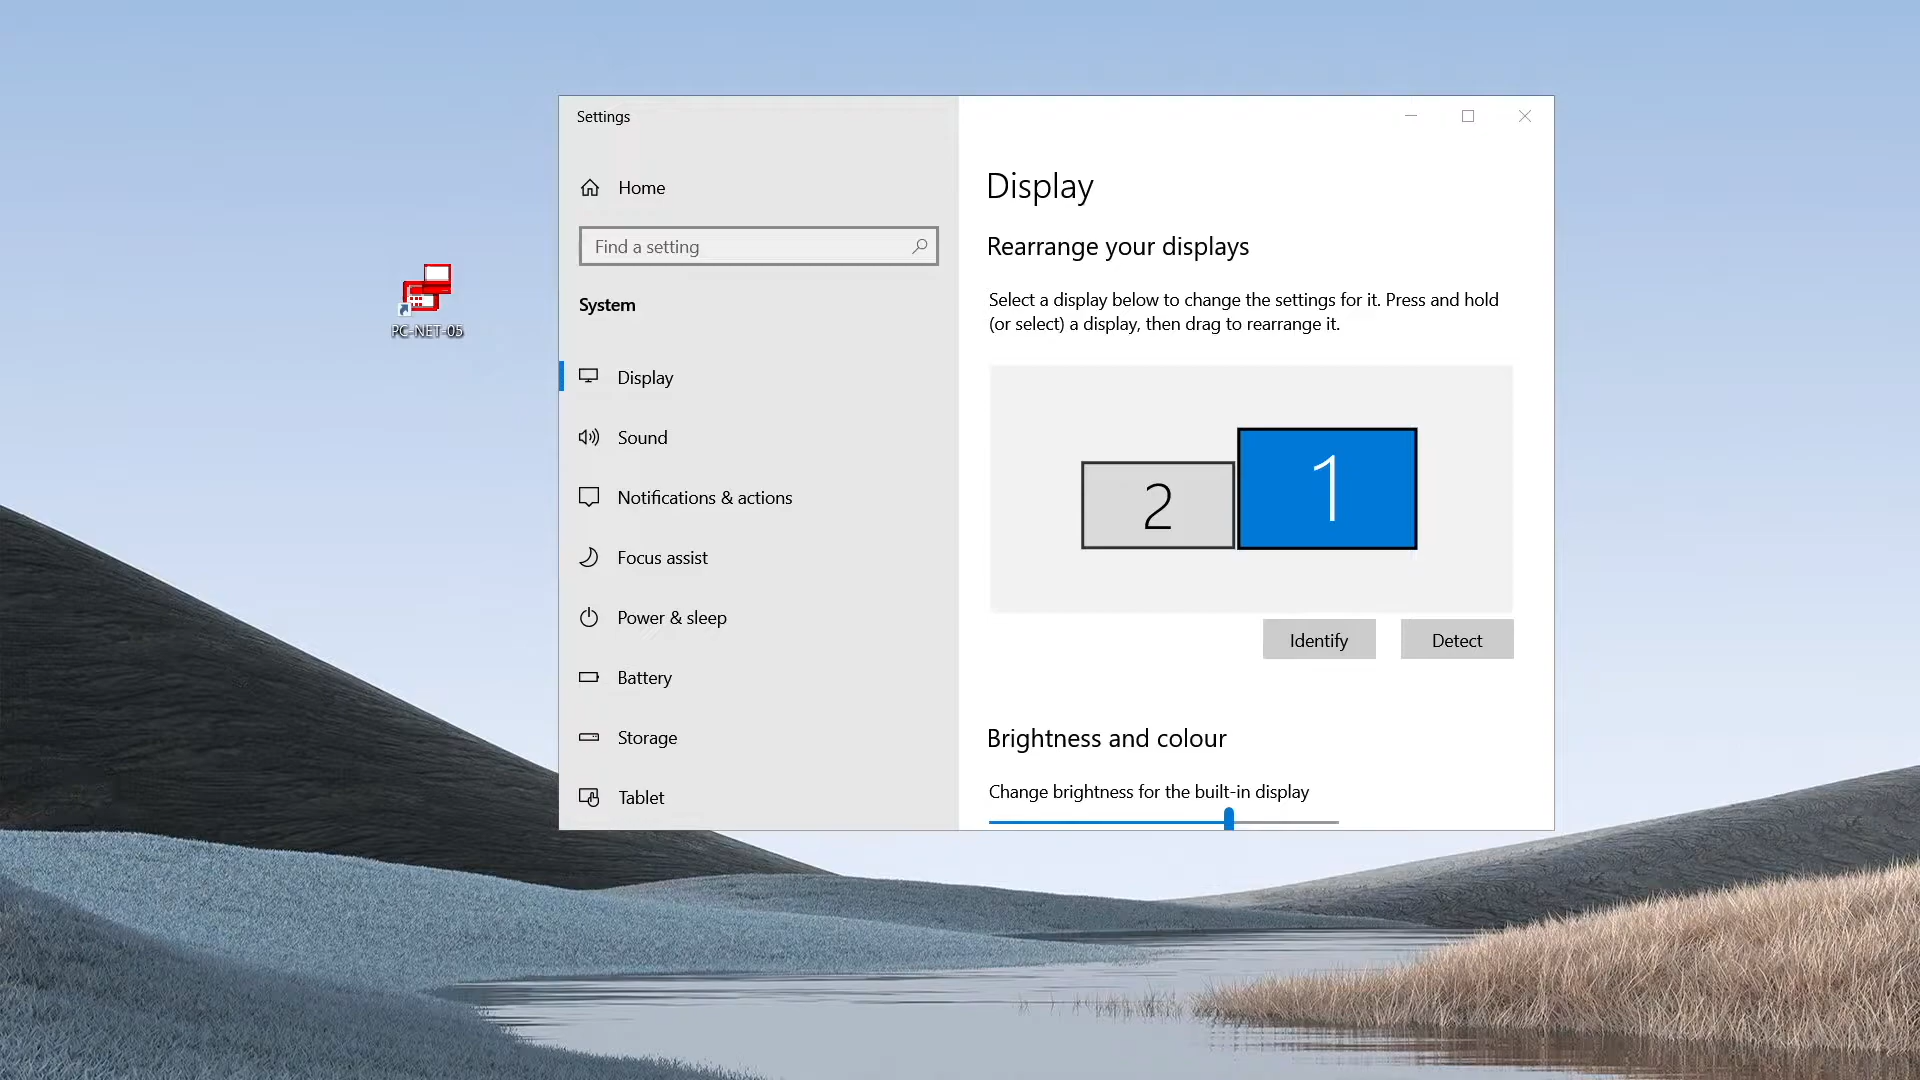 Settings
Home
Find a setting
System
Display
Sound
Notifications & actions
Focus assist
Power & sleep
Battery
Storage
Tablet
Display
Rearrange your displays
Select a display below to change the settings for it. Press and hold
(or select) a display, then drag to rearrange it.
2
1
Identify
Detect
Brightness and colour
Change brightness for the built-in display
PC-NET-05